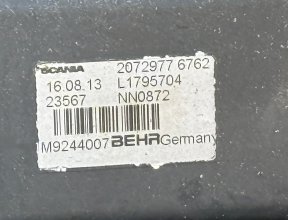 SCANIA 2072977 6762
16.08.13 L1795704
23567 NN0872
M9244007 BEHR Germany